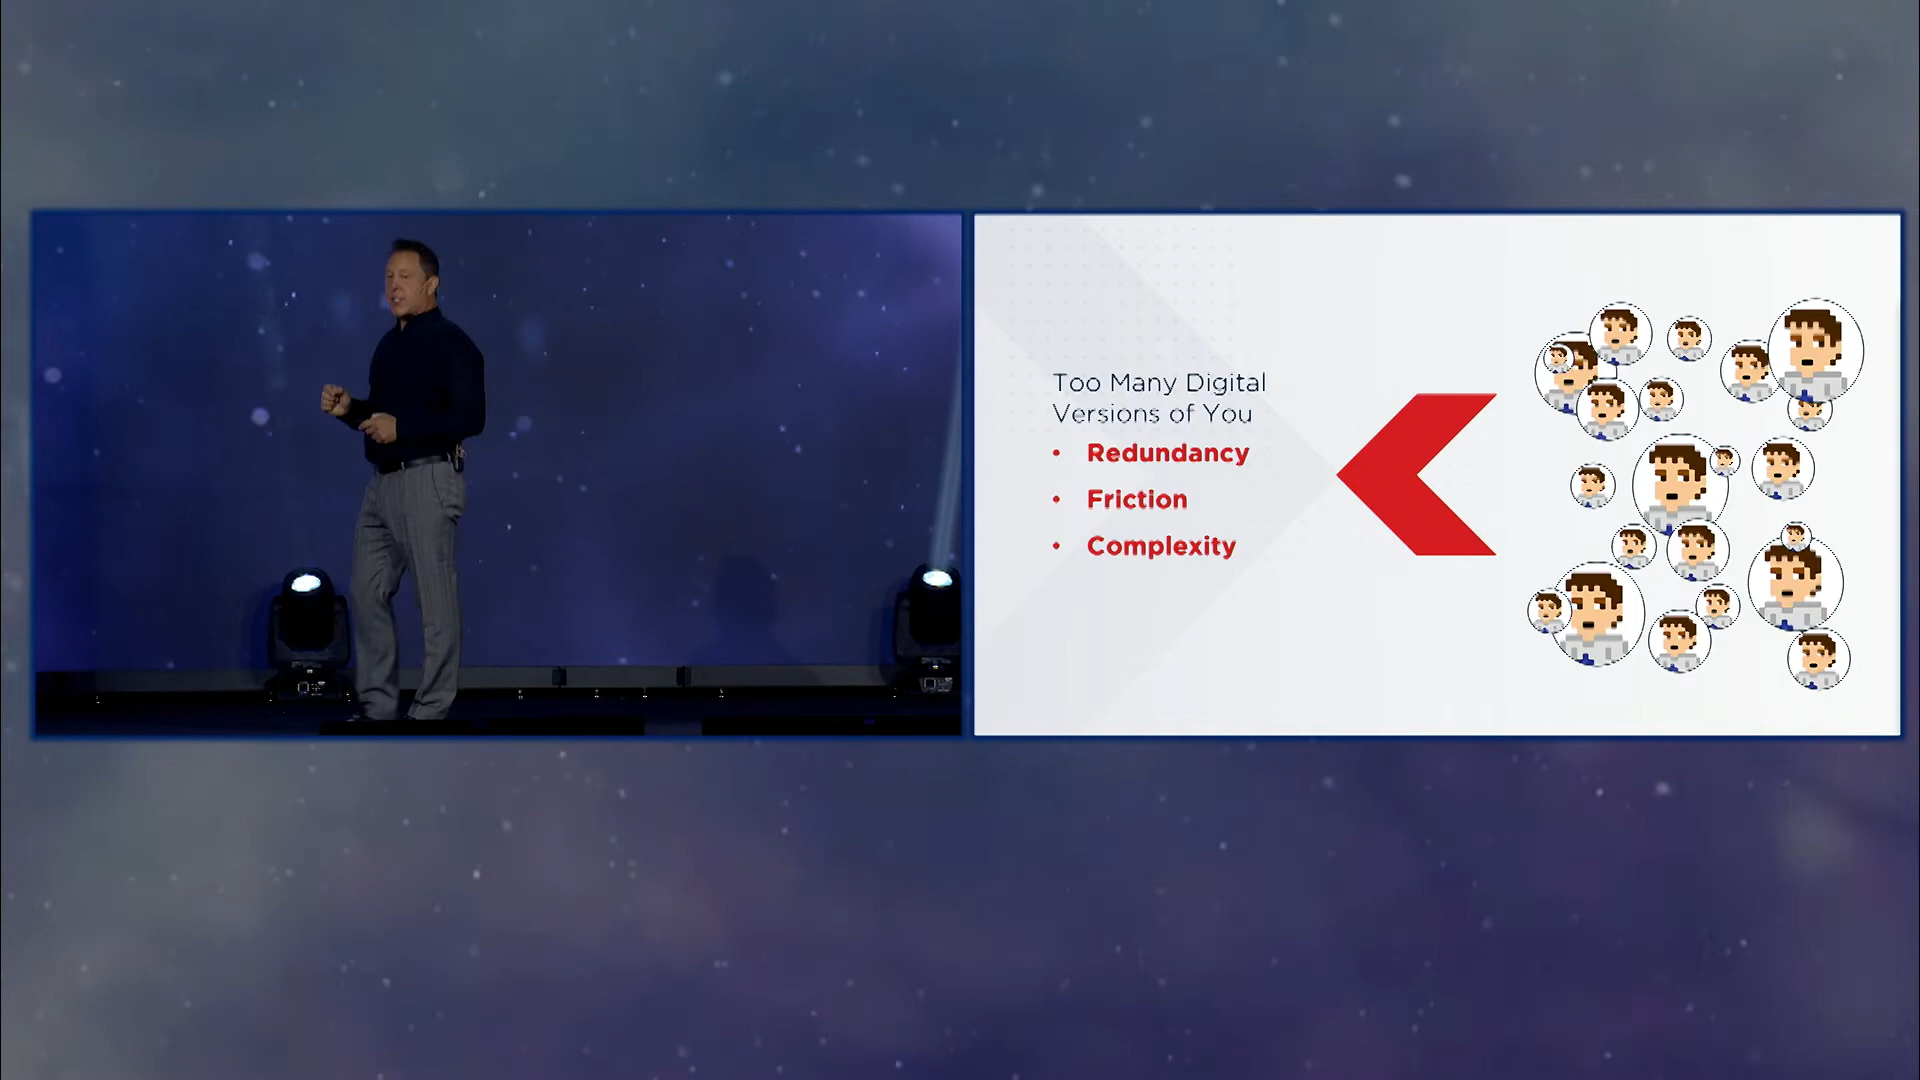 Too Many Digital
Versions of You
• Redundancy
• Friction
• Complexity